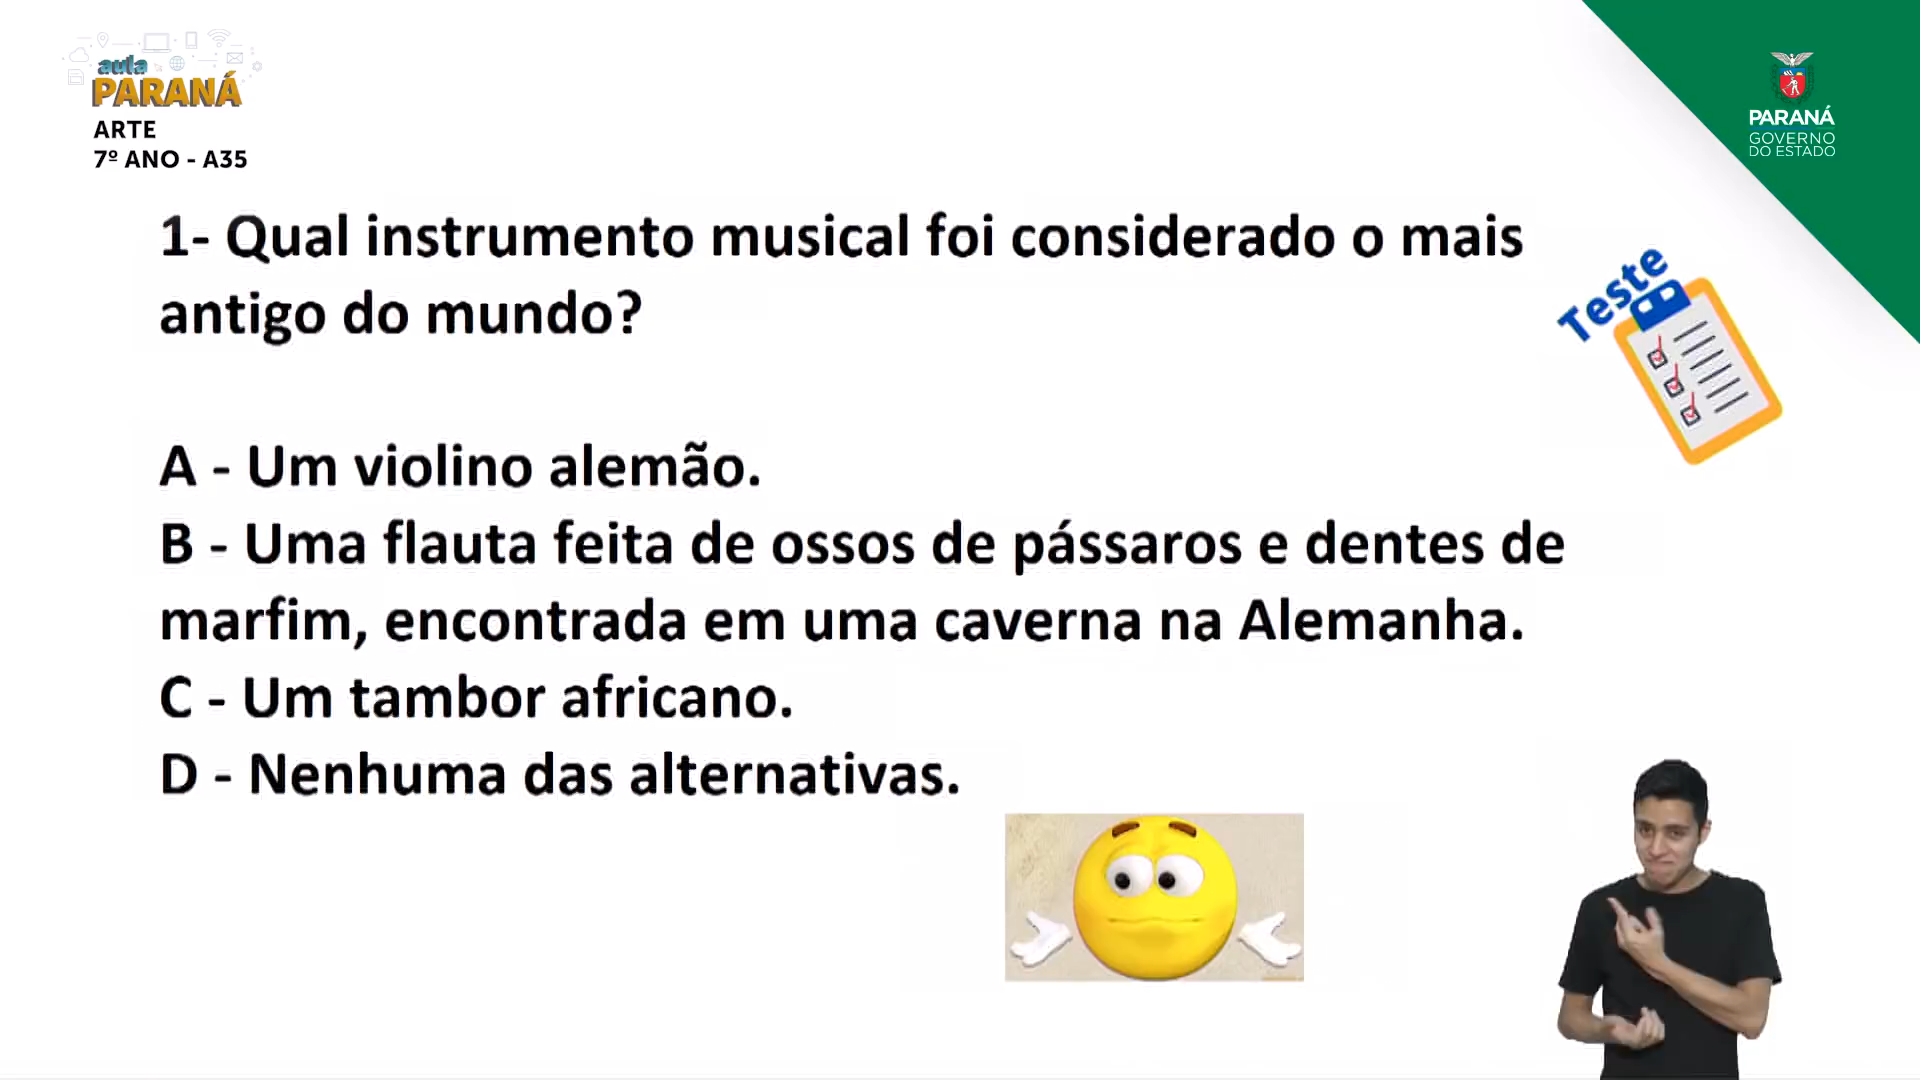 aula
PARANÁ
ARTE
7º ANO - A35
PARANÁ
GOVERNO
DO ESTADO
1- Qual instrumento musical foi considerado o mais
antigo do mundo?
Teste
A - Um violino alemão.
B - Uma flauta feita de ossos de pássaros e dentes de
marfim, encontrada em uma caverna na Alemanha.
C - Um tambor africano.
D - Nenhuma das alternativas.